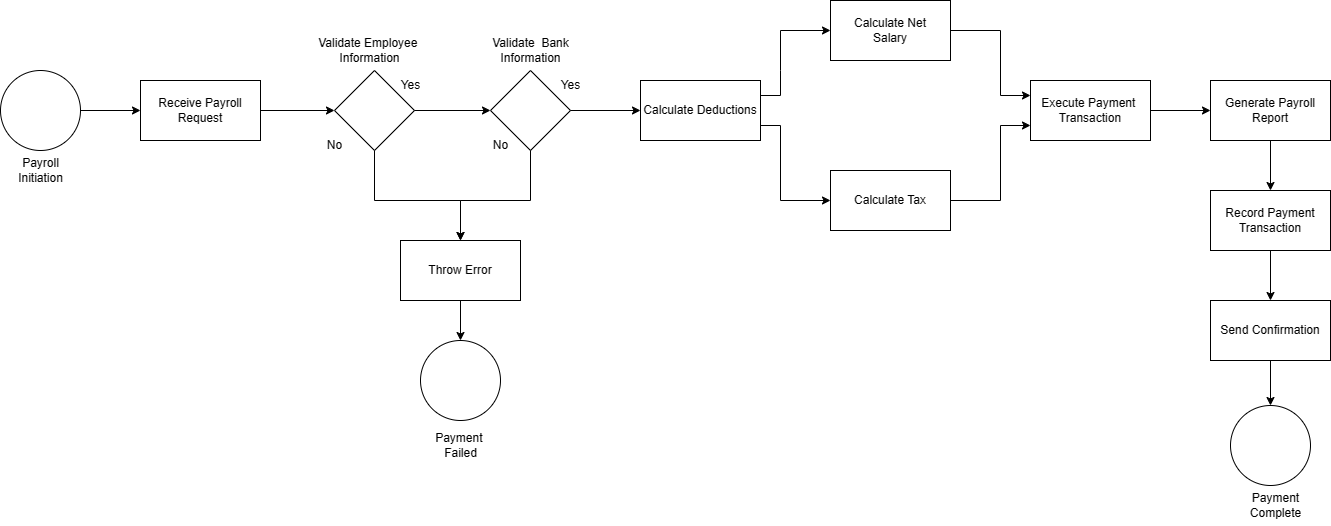 Payroll
Initiation
Receive Payroll
Request
Validate Employee
Information
Yes
No
Validate  Bank
Information
Yes
No
Throw Error
Payment
Failed
Calculate Deductions
Calculate Net
Salary
Calculate Tax
Execute Payment
Transaction
Generate Payroll
Report
Record Payment
Transaction
Send Confirmation
Payment
Complete